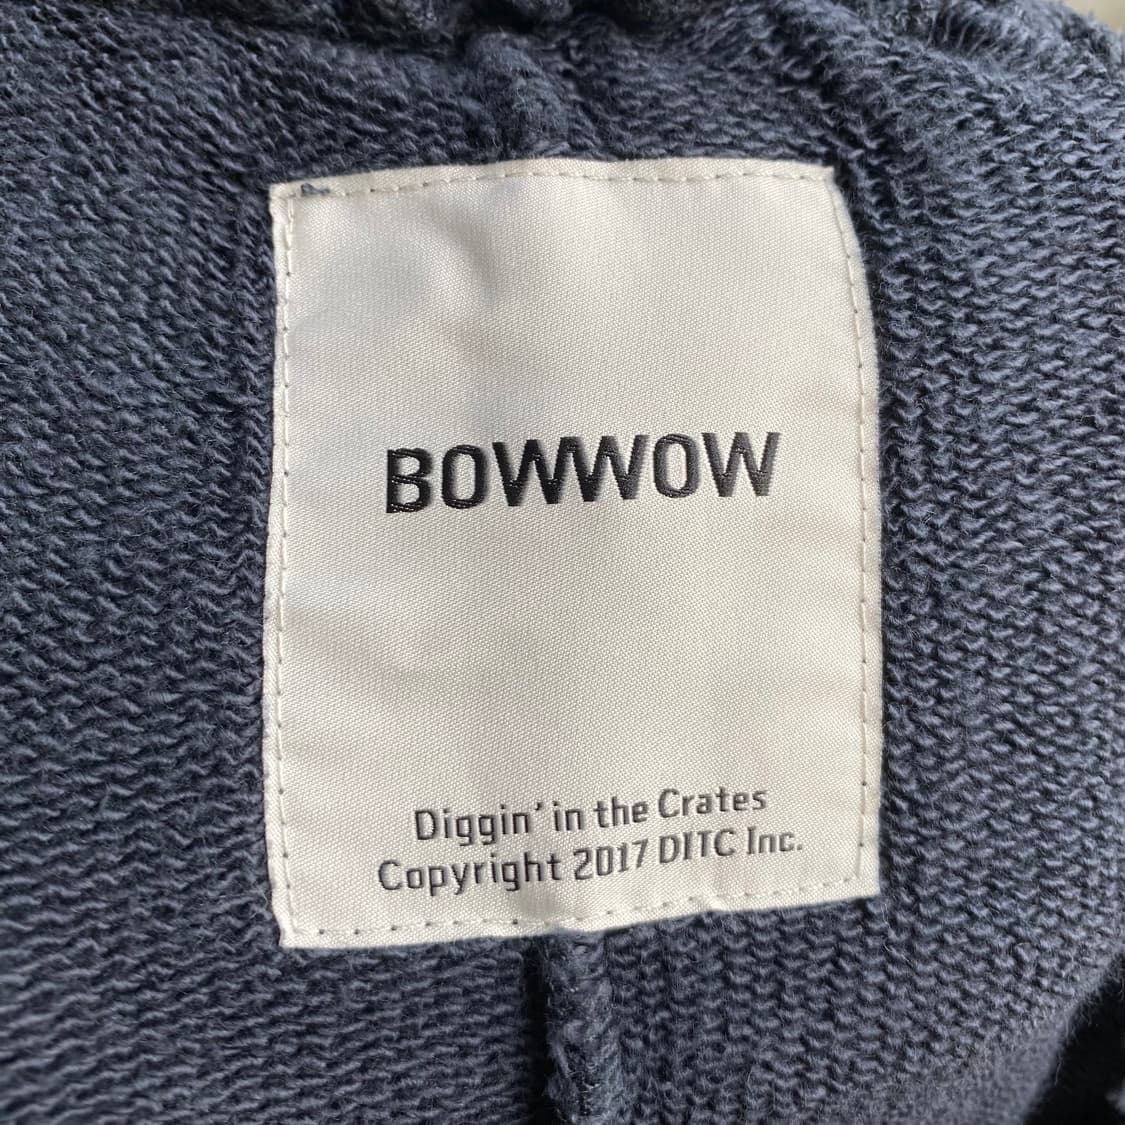 BOWWOW
Diggin' in the Crates
Copyright 2017 DITC Inc.